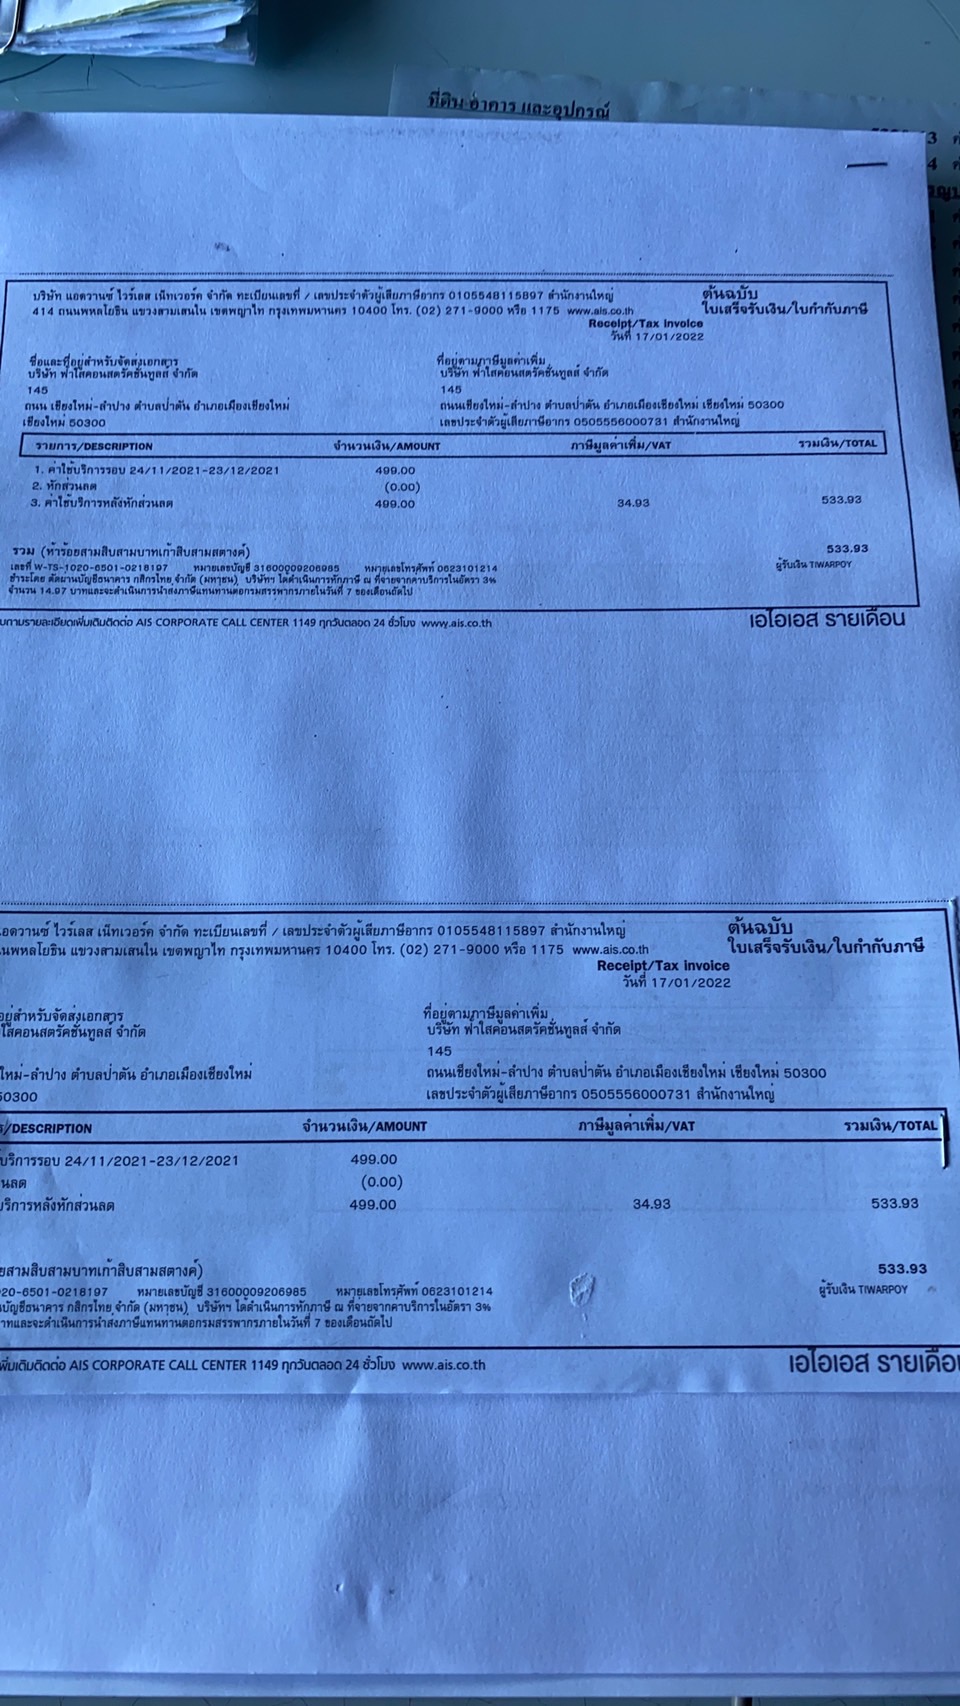 ที่ดิน อาคาร และอุปกรณ์
3
4
บริษัท แอดวานซ์ ไวร์เลส เน็ทเวอร์ค จำกัด ทะเบียนเลขที่ / เลขประจำตัวผู้เสียภาษีอากร 0105548115897 สำนักงานใหญ่
ต้นฉบับ
414 ถนนพหลโยธิน แขวงสามเสนใน เขตพญาไท กรุงเทพมหานคร 10400 โทร. (02) 271-9000 หรือ 1175 www.ais.co.th
ใบเสร็จรับเงิน/ใบกำกับภาษี
Receipt/Tax Invoice
วันที่ 17/01/2022
ชื่อและที่อยู่สำหรับจัดส่งเอกสาร
ที่อยู่ตามภาษีมูลค่าเพิ่ม
บริษัท ฟ้าใสคอนสตรัคชั่นทูลส์ จำกัด
บริษัท ฟ้าใสคอนสตรัคชั่นทูลส์ จำกัด
145
145
ถนน เชียงใหม่-ลำปาง ตำบลป่าตัน อำเภอเมืองเชียงใหม่
ถนนเชียงใหม่-ลำปาง ตำบลป่าตัน อำเภอเมืองเชียงใหม่ เชียงใหม่ 50300
เชียงใหม่ 50300
เลขประจำตัวผู้เสียภาษีอากร 0505556000731 สำนักงานใหญ่
รายการ/DESCRIPTION จำนวนเงิน/AMOUNT ภาษีมูลค่าเพิ่ม/VAT รวมเงิน/TOTAL
1. ค่าใช้บริการรอบ 24/11/2021-23/12/2021 499.00
2. หักส่วนลด (0.00)
3. ค่าใช้บริการหลังหักส่วนลด 499.00 34.93 533.93
รวม (ห้าร้อยสามสิบสามบาทเก้าสิบสามสตางค์) 533.93
เลขที่ W-TS-1020-6501-0218197 หมายเลขบัญชี 31600009206985 หมายเลขโทรศัพท์ 0623101214 ผู้รับเงิน TIWARPOY
ชำระโดย ตัดผ่านบัญชีธนาคาร กสิกรไทย จำกัด (มหาชน) บริษัทฯ ได้ดำเนินการหักภาษี ณ ที่จ่ายจากค่าบริการในอัตรา 3%
จำนวน 14.97 บาทและจะดำเนินการนำส่งภาษีแทนท่านต่อกรมสรรพากรภายในวันที่ 7 ของเดือนถัดไป
บถามรายละเอียดเพิ่มเติมติดต่อ AIS CORPORATE CALL CENTER 1149 ทุกวันตลอด 24 ชั่วโมง www.ais.co.th
เอไอเอส รายเดือน
อดวานซ์ ไวร์เลส เน็ทเวอร์ค จำกัด ทะเบียนเลขที่ / เลขประจำตัวผู้เสียภาษีอากร 0105548115897 สำนักงานใหญ่
ต้นฉบับ
นพหลโยธิน แขวงสามเสนใน เขตพญาไท กรุงเทพมหานคร 10400 โทร. (02) 271-9000 หรือ 1175 www.ais.co.th
ใบเสร็จรับเงิน/ใบกำกับภาษี
Receipt/Tax Invoice
วันที่ 17/01/2022
อยู่สำหรับจัดส่งเอกสาร
ที่อยู่ตามภาษีมูลค่าเพิ่ม
ใสคอนสตรัคชั่นทูลส์ จำกัด
บริษัท ฟ้าใสคอนสตรัคชั่นทูลส์ จำกัด
145
ใหม่-ลำปาง ตำบลป่าตัน อำเภอเมืองเชียงใหม่
ถนนเชียงใหม่-ลำปาง ตำบลป่าตัน อำเภอเมืองเชียงใหม่ เชียงใหม่ 50300
50300
เลขประจำตัวผู้เสียภาษีอากร 0505556000731 สำนักงานใหญ่
/DESCRIPTION จำนวนเงิน/AMOUNT ภาษีมูลค่าเพิ่ม/VAT รวมเงิน/TOTAL
บริการรอบ 24/11/2021-23/12/2021 499.00
นลด (0.00)
บริการหลังหักส่วนลด 499.00 34.93 533.93
ยสามสิบสามบาทเก้าสิบสามสตางค์) 533.93
020-6501-0218197 หมายเลขบัญชี 31600009206985 หมายเลขโทรศัพท์ 0623101214 ผู้รับเงิน TIWARPOY
นบัญชีธนาคาร กสิกรไทย จำกัด (มหาชน) บริษัทฯ ได้ดำเนินการหักภาษี ณ ที่จ่ายจากค่าบริการในอัตรา 3%
าทและจะดำเนินการนำส่งภาษีแทนท่านต่อกรมสรรพากรภายในวันที่ 7 ของเดือนถัดไป
พิ่มเติมติดต่อ AIS CORPORATE CALL CENTER 1149 ทุกวันตลอด 24 ชั่วโมง www.ais.co.th
เอไอเอส รายเดือ